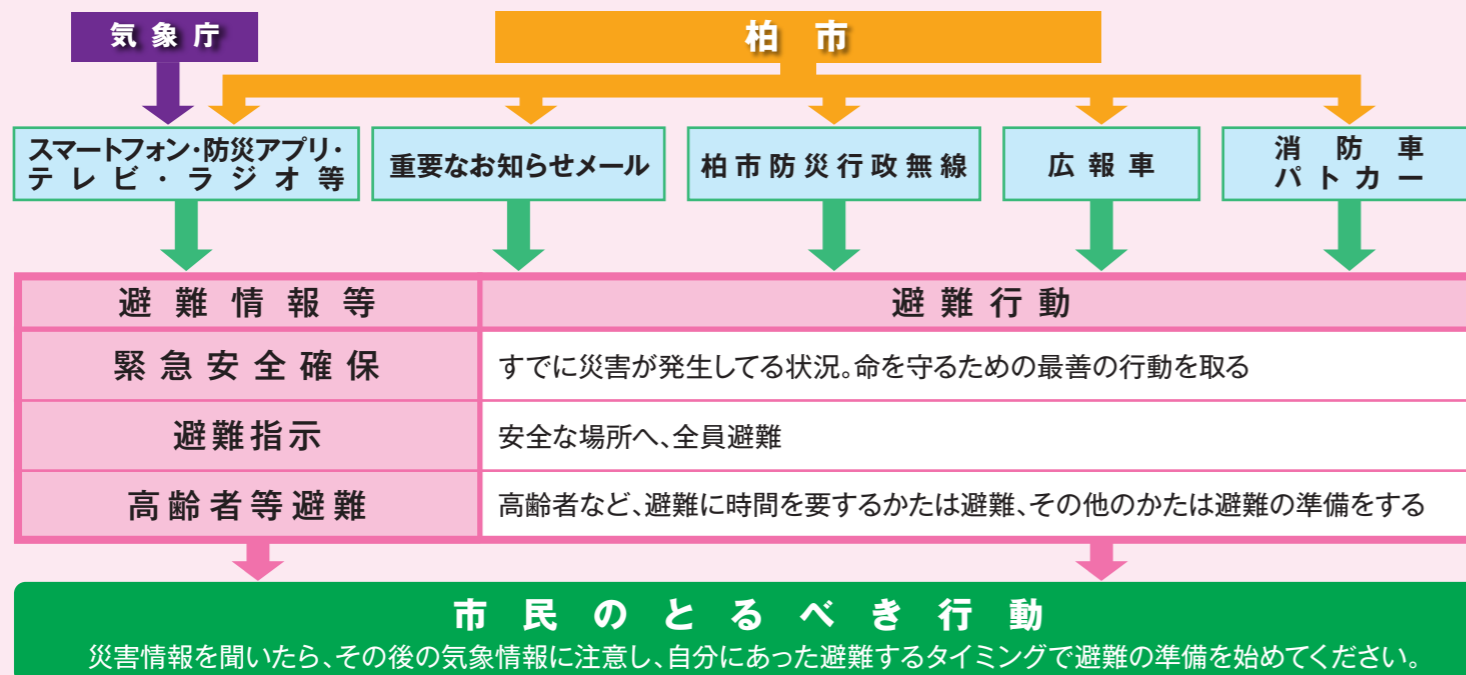 気象庁
柏市
スマートフォン・防災アプリ・
テレビ・ラジオ等
重要なお知らせメール
柏市防災行政無線
広報車
消防車
パトカー
避難情報等
避難行動
緊急安全確保
すでに災害が発生してる状況。命を守るための最善の行動を取る
避難指示
安全な場所へ、全員避難
高齢者等避難
高齢者など、避難に時間を要するかたは避難、その他のかたは避難の準備をする
市民のとるべき行動
災害情報を聞いたら、その後の気象情報に注意し、自分にあった避難するタイミングで避難の準備を始めてください。